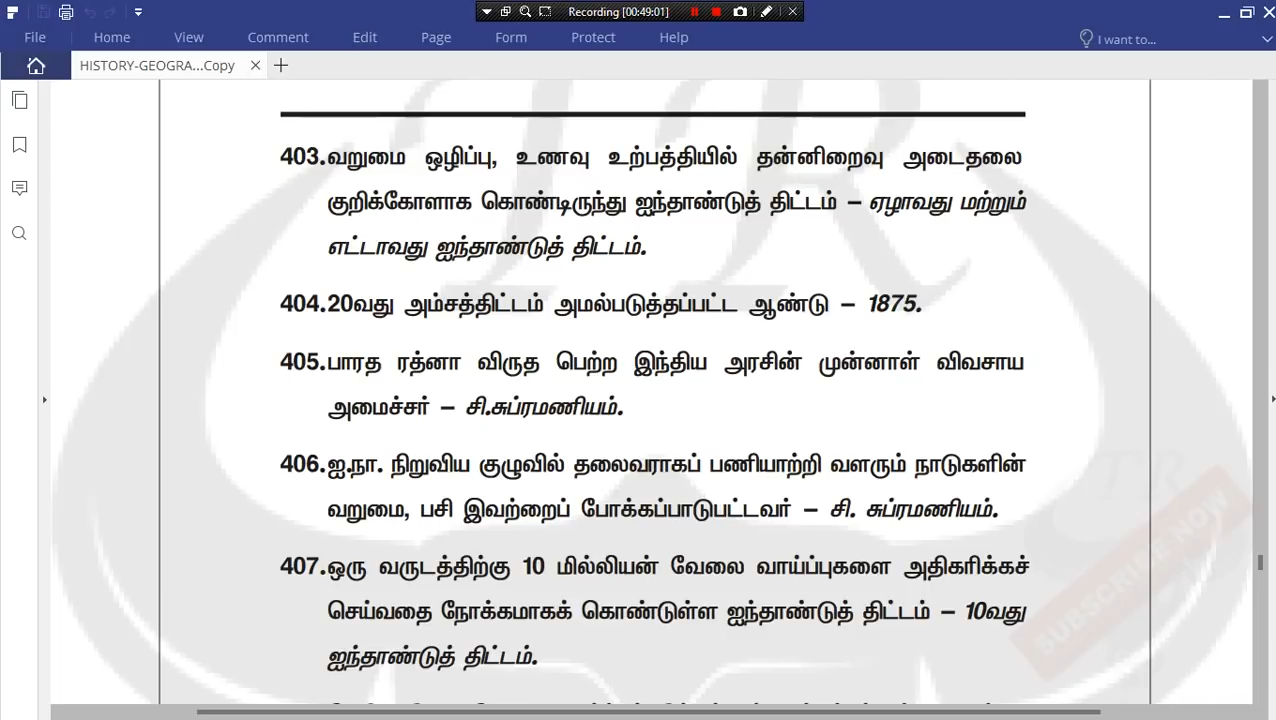 Recording [00:49:01]
File Home View Comment Edit Page Form Protect Help I want to...
HISTORY-GEOGRA...Copy
TR
403. வறுமை ஒழிப்பு, உணவு உற்பத்தியில் தன்னிறைவு அடைதலை
குறிக்கோளாக கொண்டிருந்து ஐந்தாண்டுத் திட்டம் – ஏழாவது மற்றும்
எட்டாவது ஐந்தாண்டுத் திட்டம்.
404. 20வது அம்சத்திட்டம் அமல்படுத்தப்பட்ட ஆண்டு – 1875.
405. பாரத ரத்னா விருத பெற்ற இந்திய அரசின் முன்னாள் விவசாய
அமைச்சர் – சி.சுப்ரமணியம்.
406. ஐ.நா. நிறுவிய குழுவில் தலைவராகப் பணியாற்றி வளரும் நாடுகளின்
வறுமை, பசி இவற்றைப் போக்கப்பாடுபட்டவர் – சி. சுப்ரமணியம்.
TR
SUBSCRIBE NOW
407. ஒரு வருடத்திற்கு 10 மில்லியன் வேலை வாய்ப்புகளை அதிகரிக்கச்
செய்வதை நோக்கமாகக் கொண்டுள்ள ஐந்தாண்டுத் திட்டம் – 10வது
ஐந்தாண்டுத் திட்டம்.